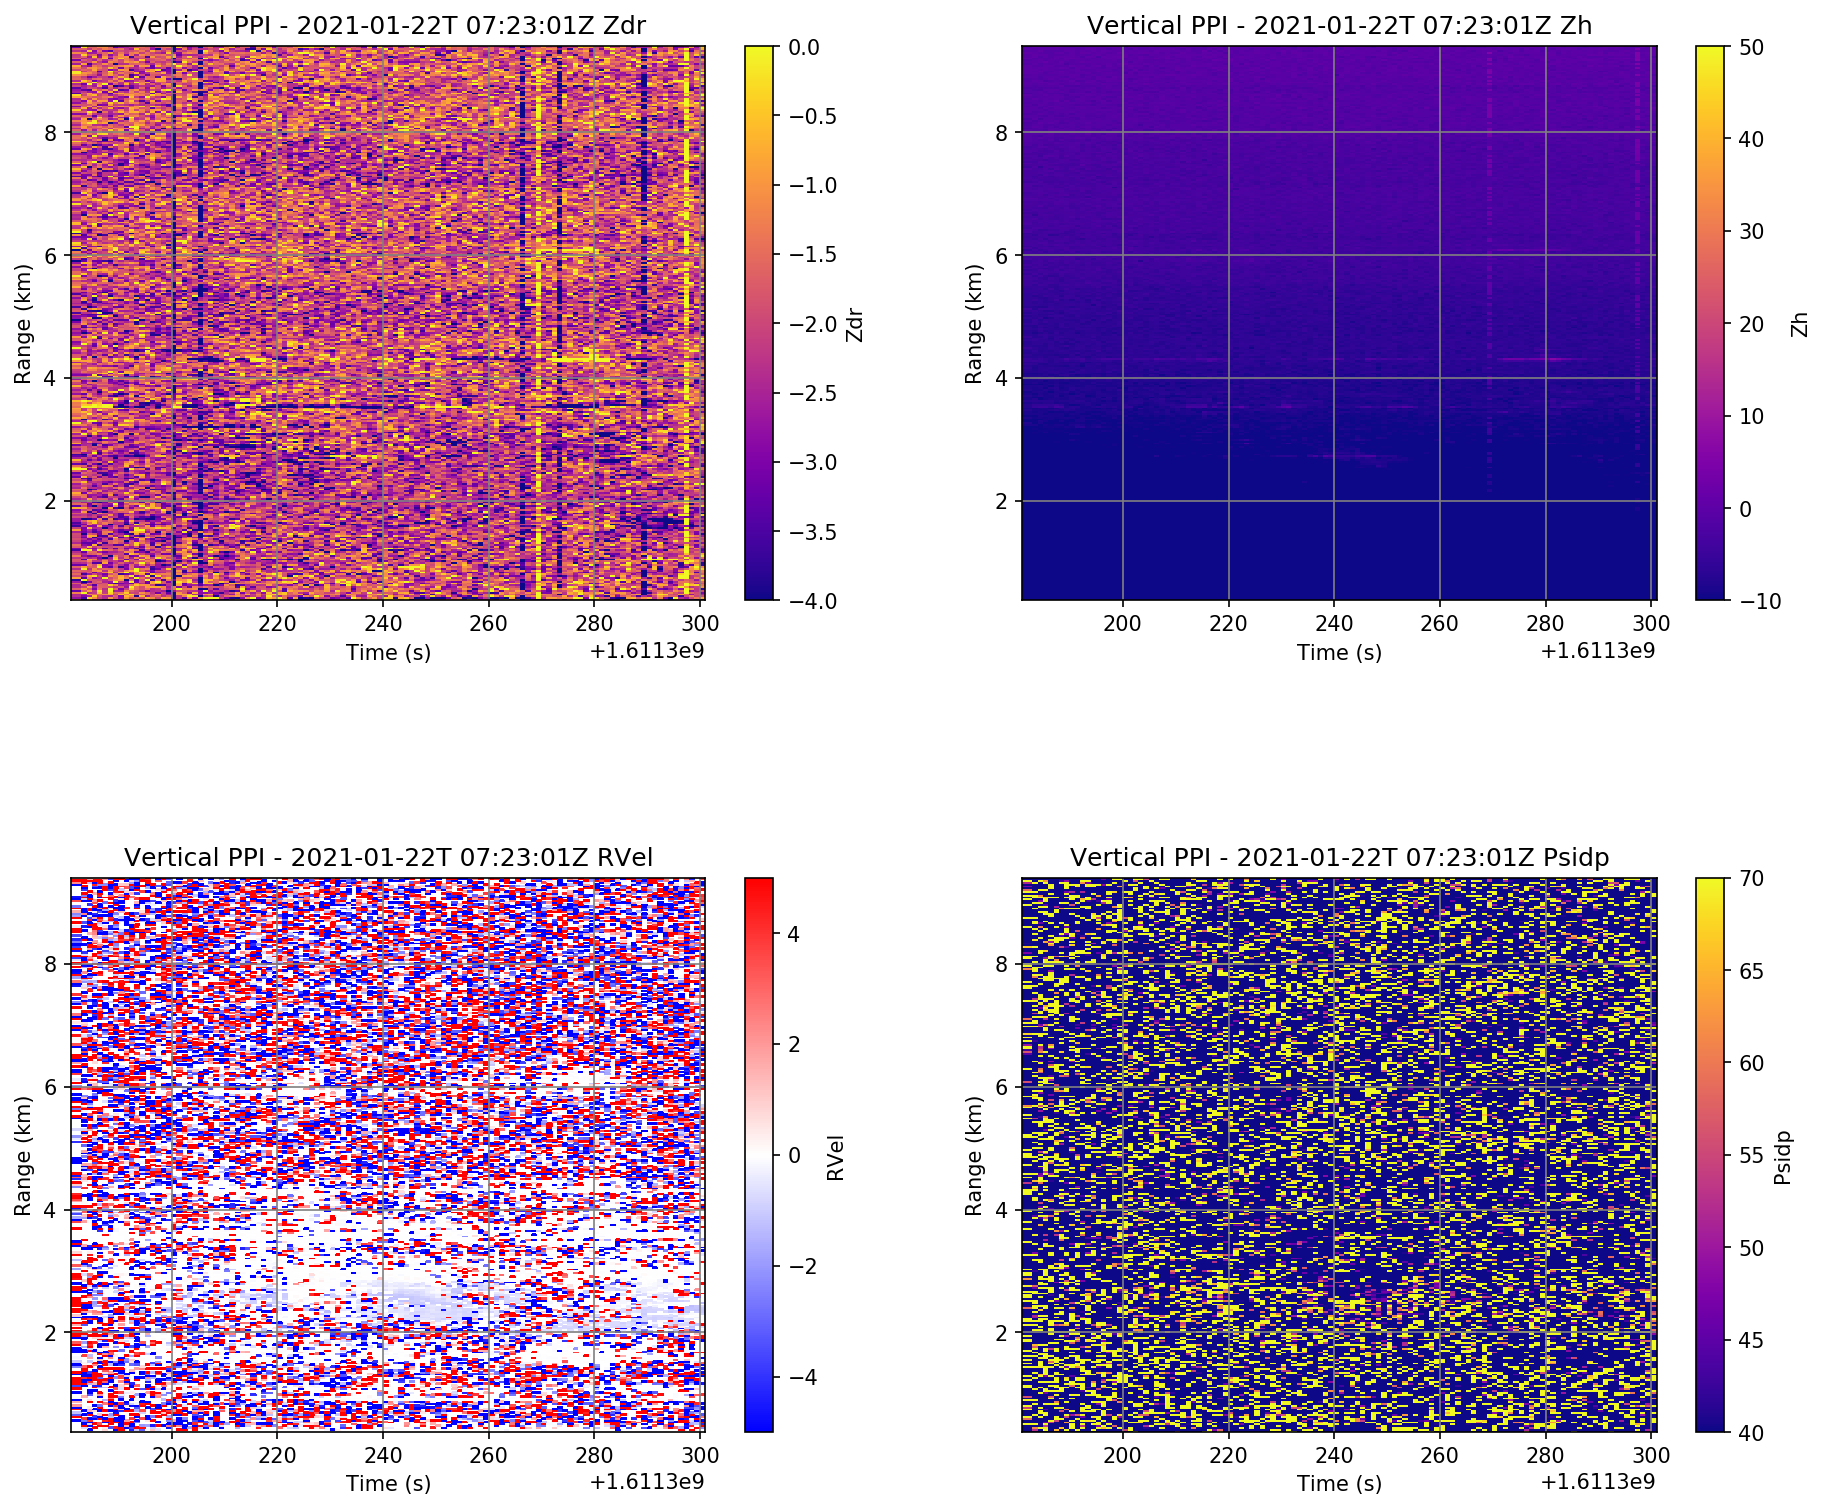 Vertical PPI - 2021-01-22T 07:23:01Z Zdr
Range (km)
8
6
4
2
200 220 240 260 280 300
Time (s)
+1.6113e9
0.0
−0.5
−1.0
−1.5
−2.0
−2.5
−3.0
−3.5
−4.0
Zdr
Vertical PPI - 2021-01-22T 07:23:01Z Zh
Range (km)
8
6
4
2
200 220 240 260 280 300
Time (s)
+1.6113e9
50
40
30
20
10
0
−10
Zh
Vertical PPI - 2021-01-22T 07:23:01Z RVel
Range (km)
8
6
4
2
200 220 240 260 280 300
Time (s)
+1.6113e9
4
2
0
−2
−4
RVel
Vertical PPI - 2021-01-22T 07:23:01Z Psidp
Range (km)
8
6
4
2
200 220 240 260 280 300
Time (s)
+1.6113e9
70
65
60
55
50
45
40
Psidp